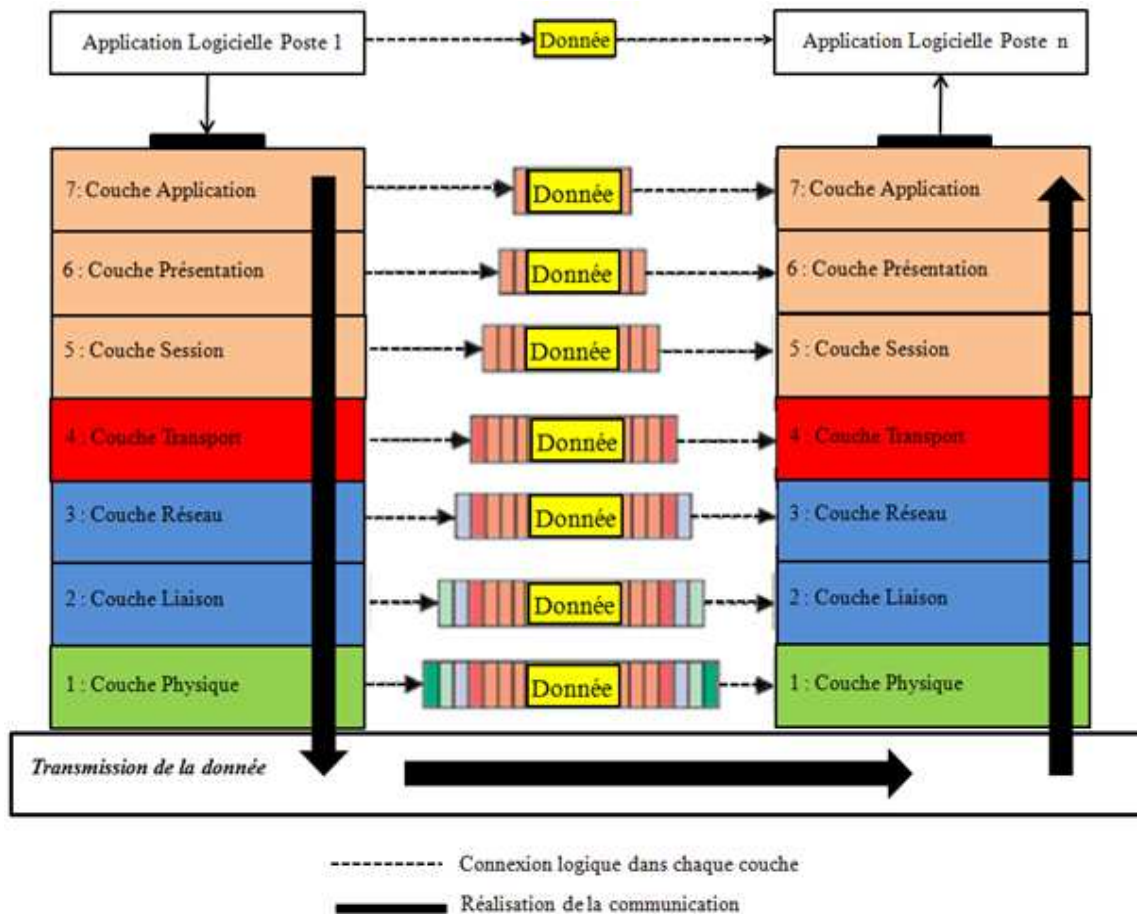 Application Logicielle Poste 1
Donnée
Application Logicielle Poste n
7: Couche Application
Donnée
7: Couche Application
6 : Couche Présentation
Donnée
6 : Couche Présentation
5 : Couche Session
Donnée
5 : Couche Session
4 : Couche Transport
Donnée
4 : Couche Transport
3 : Couche Réseau
Donnée
3 : Couche Réseau
2 : Couche Liaison
Donnée
2 : Couche Liaison
1 : Couche Physique
Donnée
1 : Couche Physique
Transmission de la donnée
Connexion logique dans chaque couche
Réalisation de la communication